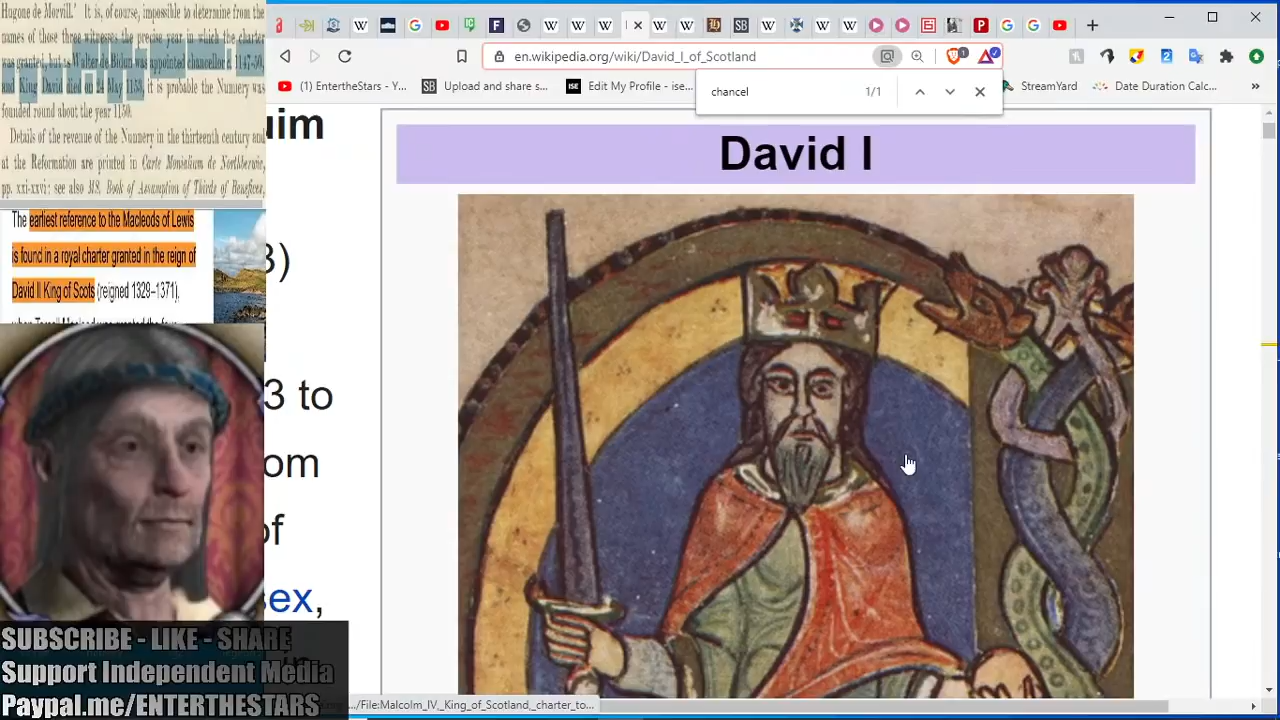 Hugone de Morvill.' It is, of course, impossible to determine from the
names of those three witnesses the precise year in which the charter
was granted, but as Walter de Bidun was appointed chancellor
and King David died on 24 May 1153, it is probable the Nunnery was
founded round about the year 1150.
Details of the revenue of the Nunnery in the thirteenth century and
at the Reformation are printed in Carte Monialium de Northberwic,
pp. xxi-xxvi: see also MS. Book of Assumption of Thirds of Benefices,
The earliest reference to the Macleods of Lewis
is found in a royal charter granted in the reign of
David II King of Scots (reigned 1329–1371),
SUBSCRIBE - LIKE - SHARE
Support Independent Media
Paypal.me/ENTERTHESTARS
en.wikipedia.org/wiki/David_I_of_Scotland
chancel 1/1
(1) EntertheStars - Y...
Upload and share s...
Edit My Profile - ise...
StreamYard
Date Duration Calc...
uim
3)
3 to
om
of
sex,
David I
.../File:Malcolm_IV,_King_of_Scotland,_charter_to...